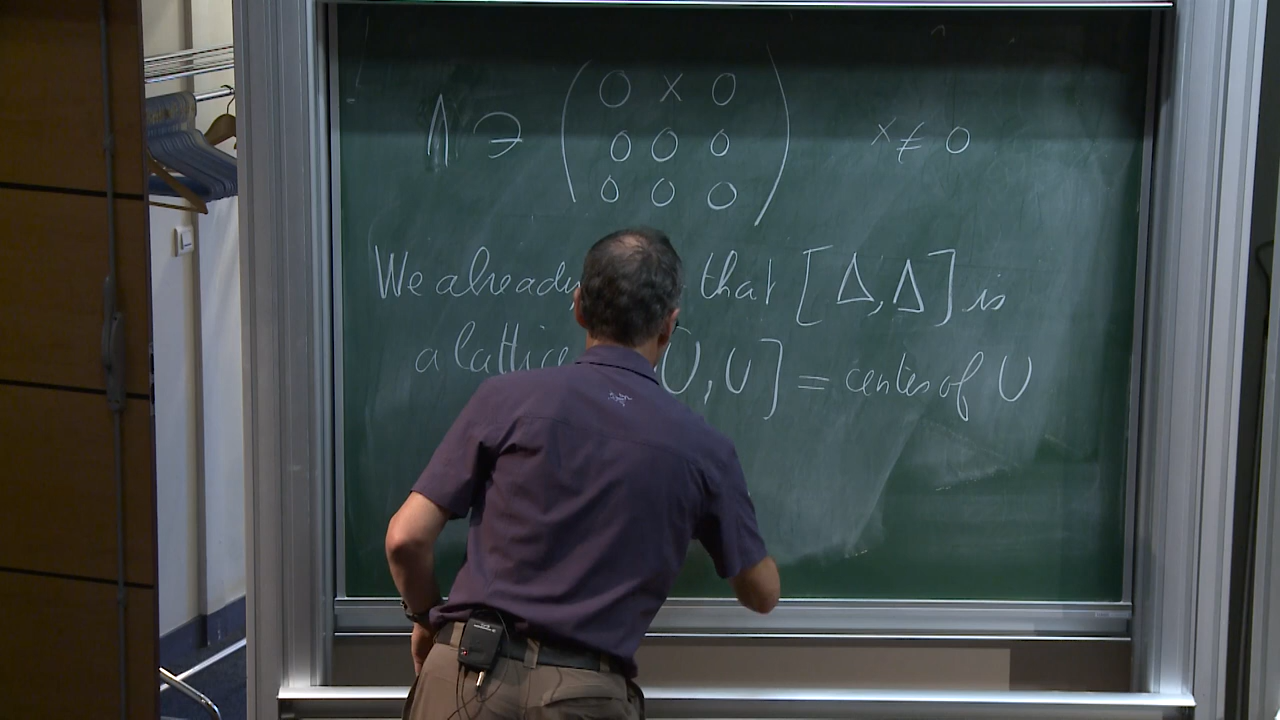 Λ ∋ ( 0 x 0
0 0 0
0 0 0 ) x ≠ 0
We already that [Δ,Δ] is
a lattice U,U] = center of U